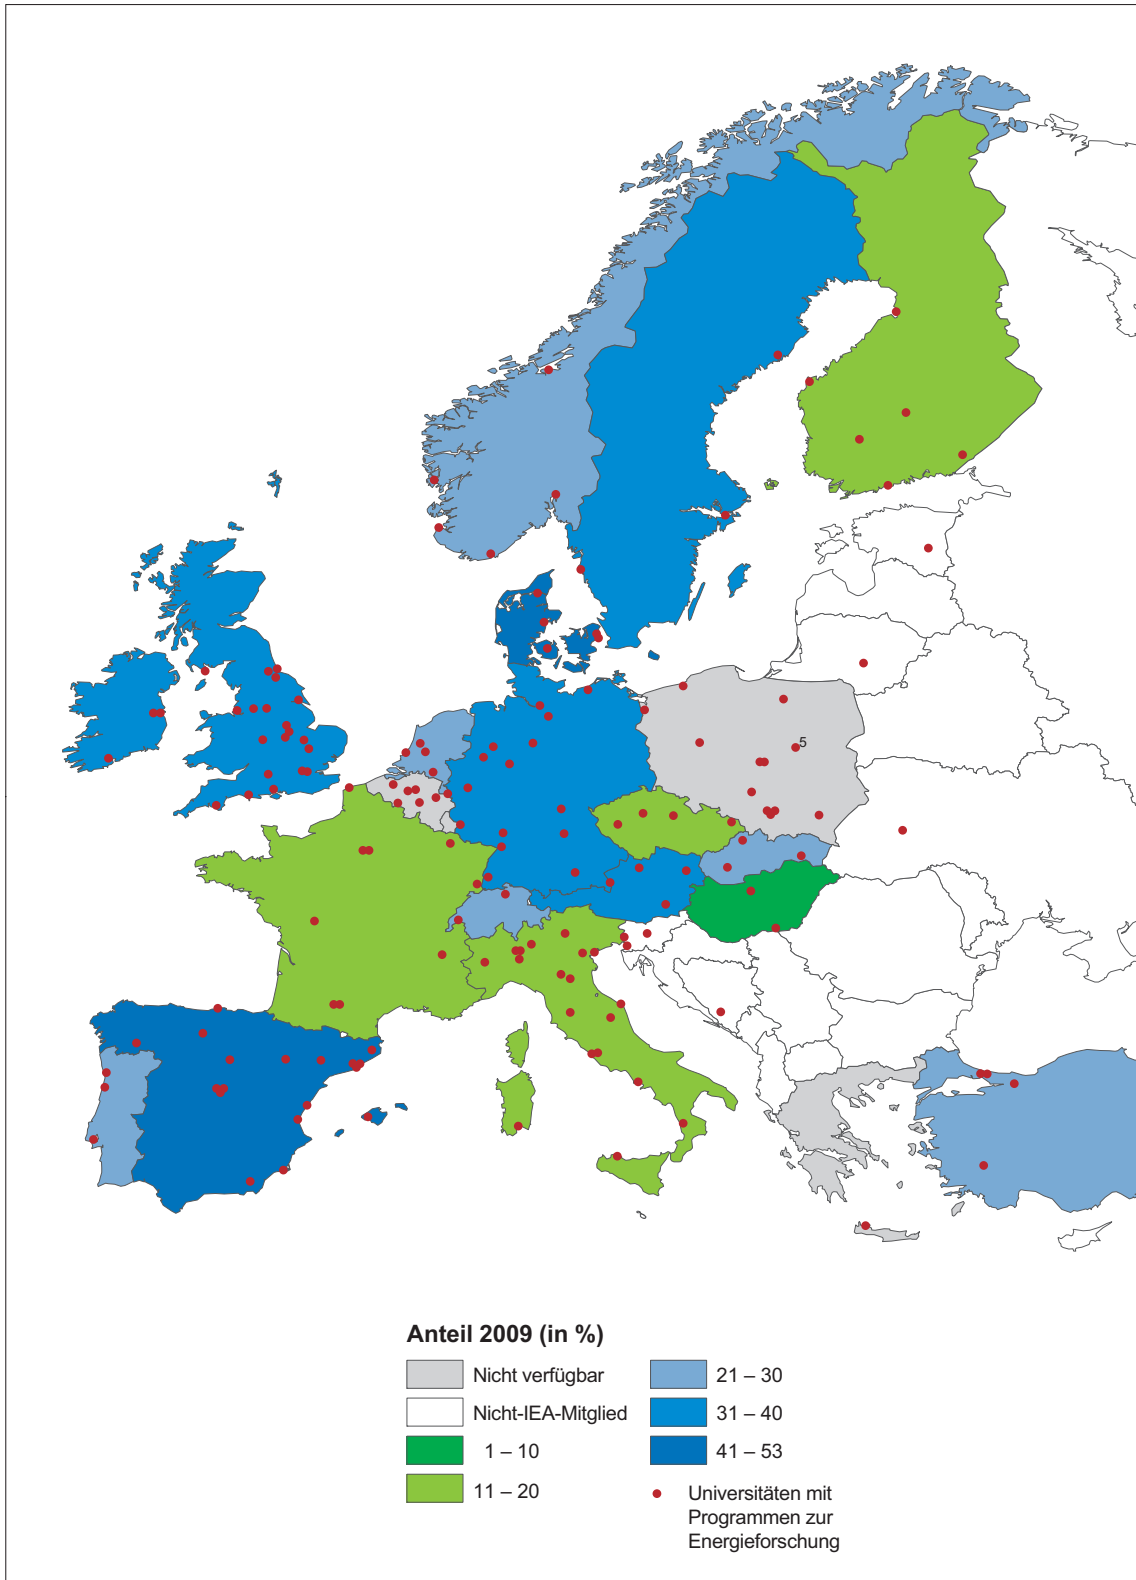 5
Anteil 2009 (in %)
Nicht verfügbar
Nicht-IEA-Mitglied
1 – 10
11 – 20
21 – 30
31 – 40
41 – 53
Universitäten mit
Programmen zur
Energieforschung